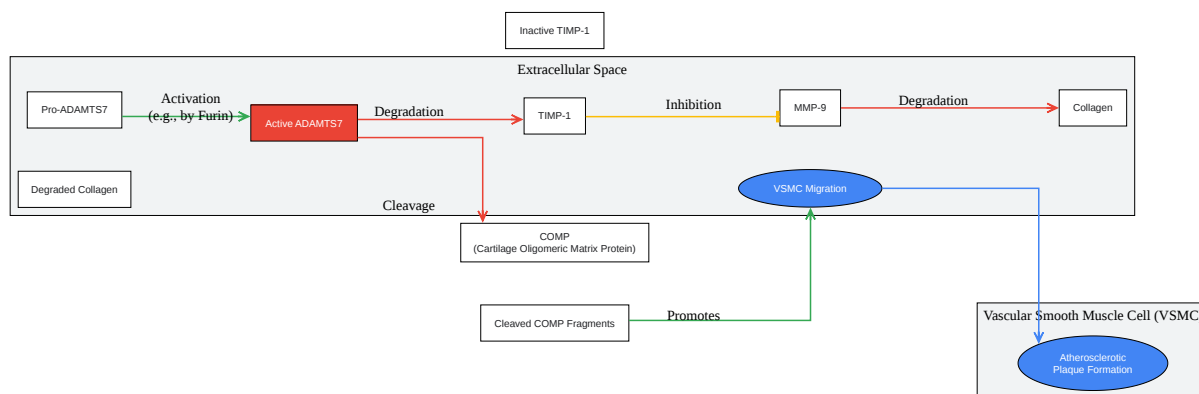 Inactive TIMP-1
Extracellular Space
Pro-ADAMTS7
Activation
(e.g., by Furin)
Active ADAMTS7
Degradation
TIMP-1
Inhibition
MMP-9
Degradation
Collagen
Degraded Collagen
VSMC Migration
Cleavage
COMP
(Cartilage Oligomeric Matrix Protein)
Cleaved COMP Fragments
Promotes
Vascular Smooth Muscle Cell (VSMC
Atherosclerotic
Plaque Formation